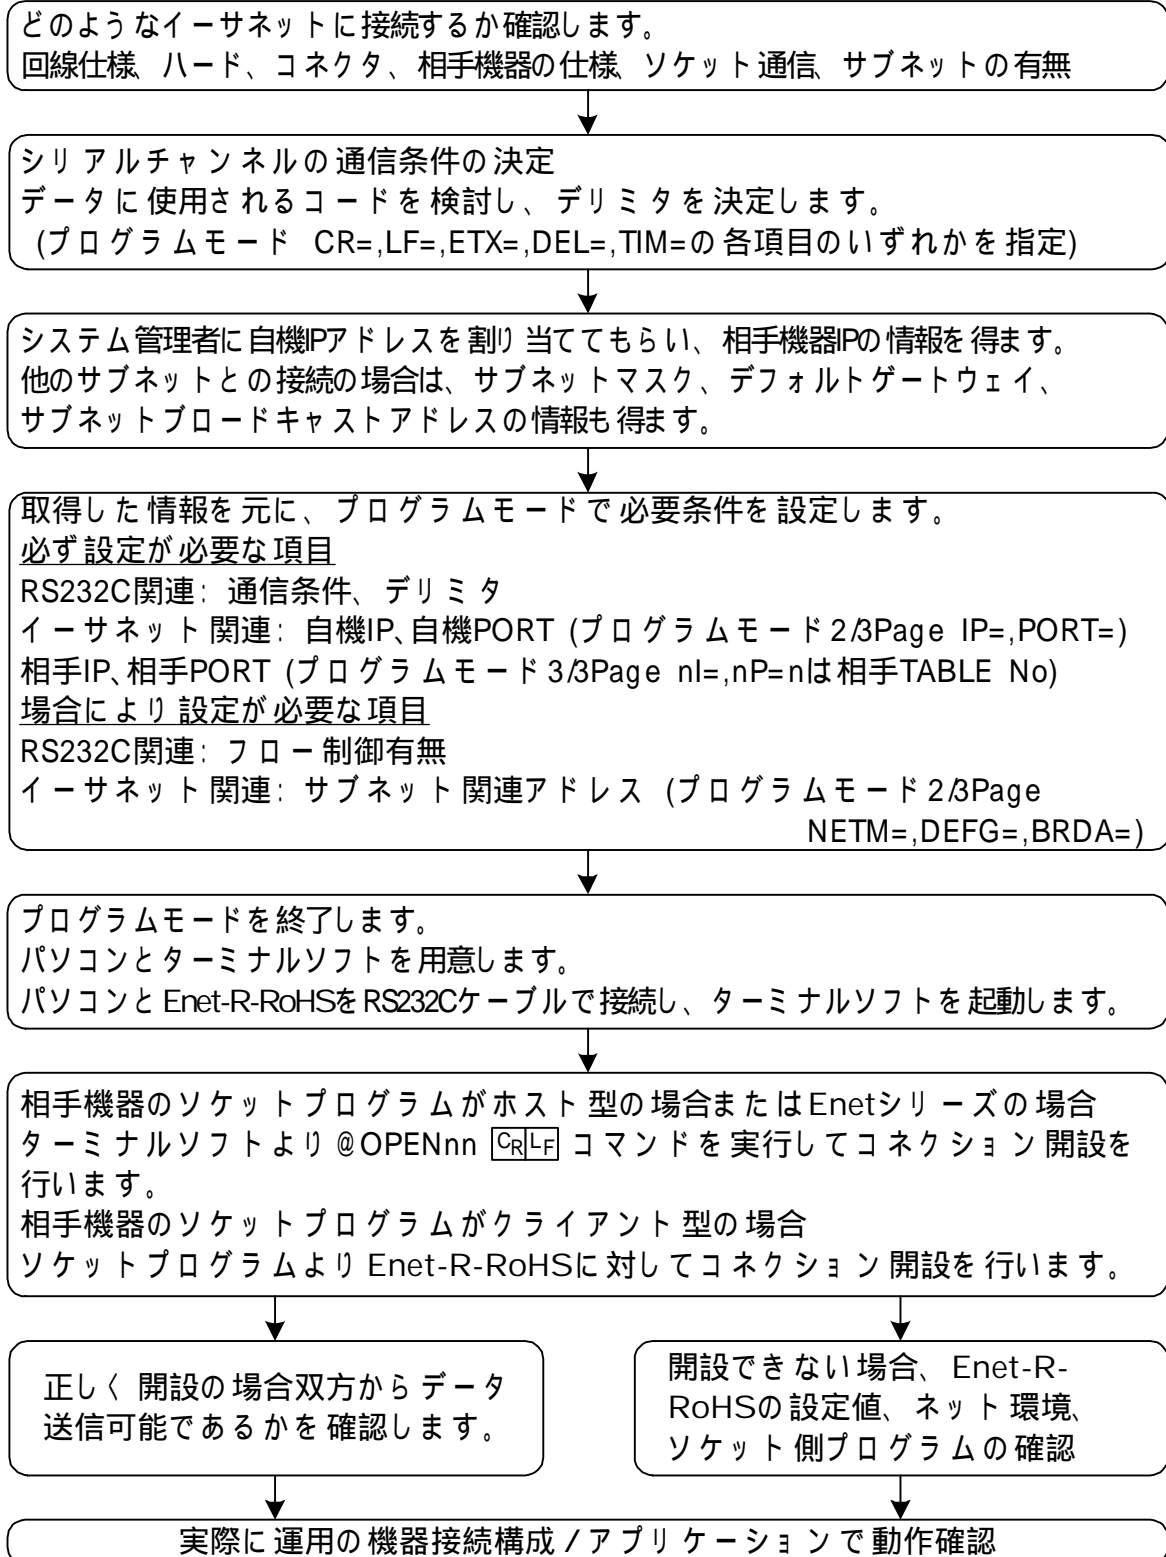 どのようなイーサネットに接続するか確認します。
回線仕様、ハード、コネクタ、相手機器の仕様、ソケット通信、サブネットの有無
シリアルチャンネルの通信条件の決定
データに使用されるコードを検討し、デリミタを決定します。
(プログラムモード CR=,LF=,ETX=,DEL=,TIM=の各項目のいずれかを指定)
システム管理者に自機IPアドレスを割り当ててもらい、相手機器IPの情報を得ます。
他のサブネットとの接続の場合は、サブネットマスク、デフォルトゲートウェイ、
サブネットブロードキャストアドレスの情報も得ます。
取得した情報を元に、プログラムモードで必要条件を設定します。
必ず設定が必要な項目
RS232C関連：通信条件、デリミタ
イーサネット関連：自機IP、自機PORT (プログラムモード2/3Page IP=,PORT=)
相手IP、相手PORT (プログラムモード3/3Page nI=,nP=nは相手TABLE No)
場合により設定が必要な項目
RS232C関連：フロー制御有無
イーサネット関連：サブネット関連アドレス (プログラムモード2/3Page
NETM=,DEFG=,BRDA=)
プログラムモードを終了します。
パソコンとターミナルソフトを用意します。
パソコンとEnet-R-RoHSをRS232Cケーブルで接続し、ターミナルソフトを起動します。
相手機器のソケットプログラムがホスト型の場合またはEnetシリーズの場合
ターミナルソフトより@OPENnn CRLF コマンドを実行してコネクション開設を
行います。
相手機器のソケットプログラムがクライアント型の場合
ソケットプログラムよりEnet-R-RoHSに対してコネクション開設を行います。
正しく開設の場合双方からデータ
送信可能であるかを確認します。
開設できない場合、Enet-R-
RoHSの設定値、ネット環境、
ソケット側プログラムの確認
実際に運用の機器接続構成/アプリケーションで動作確認